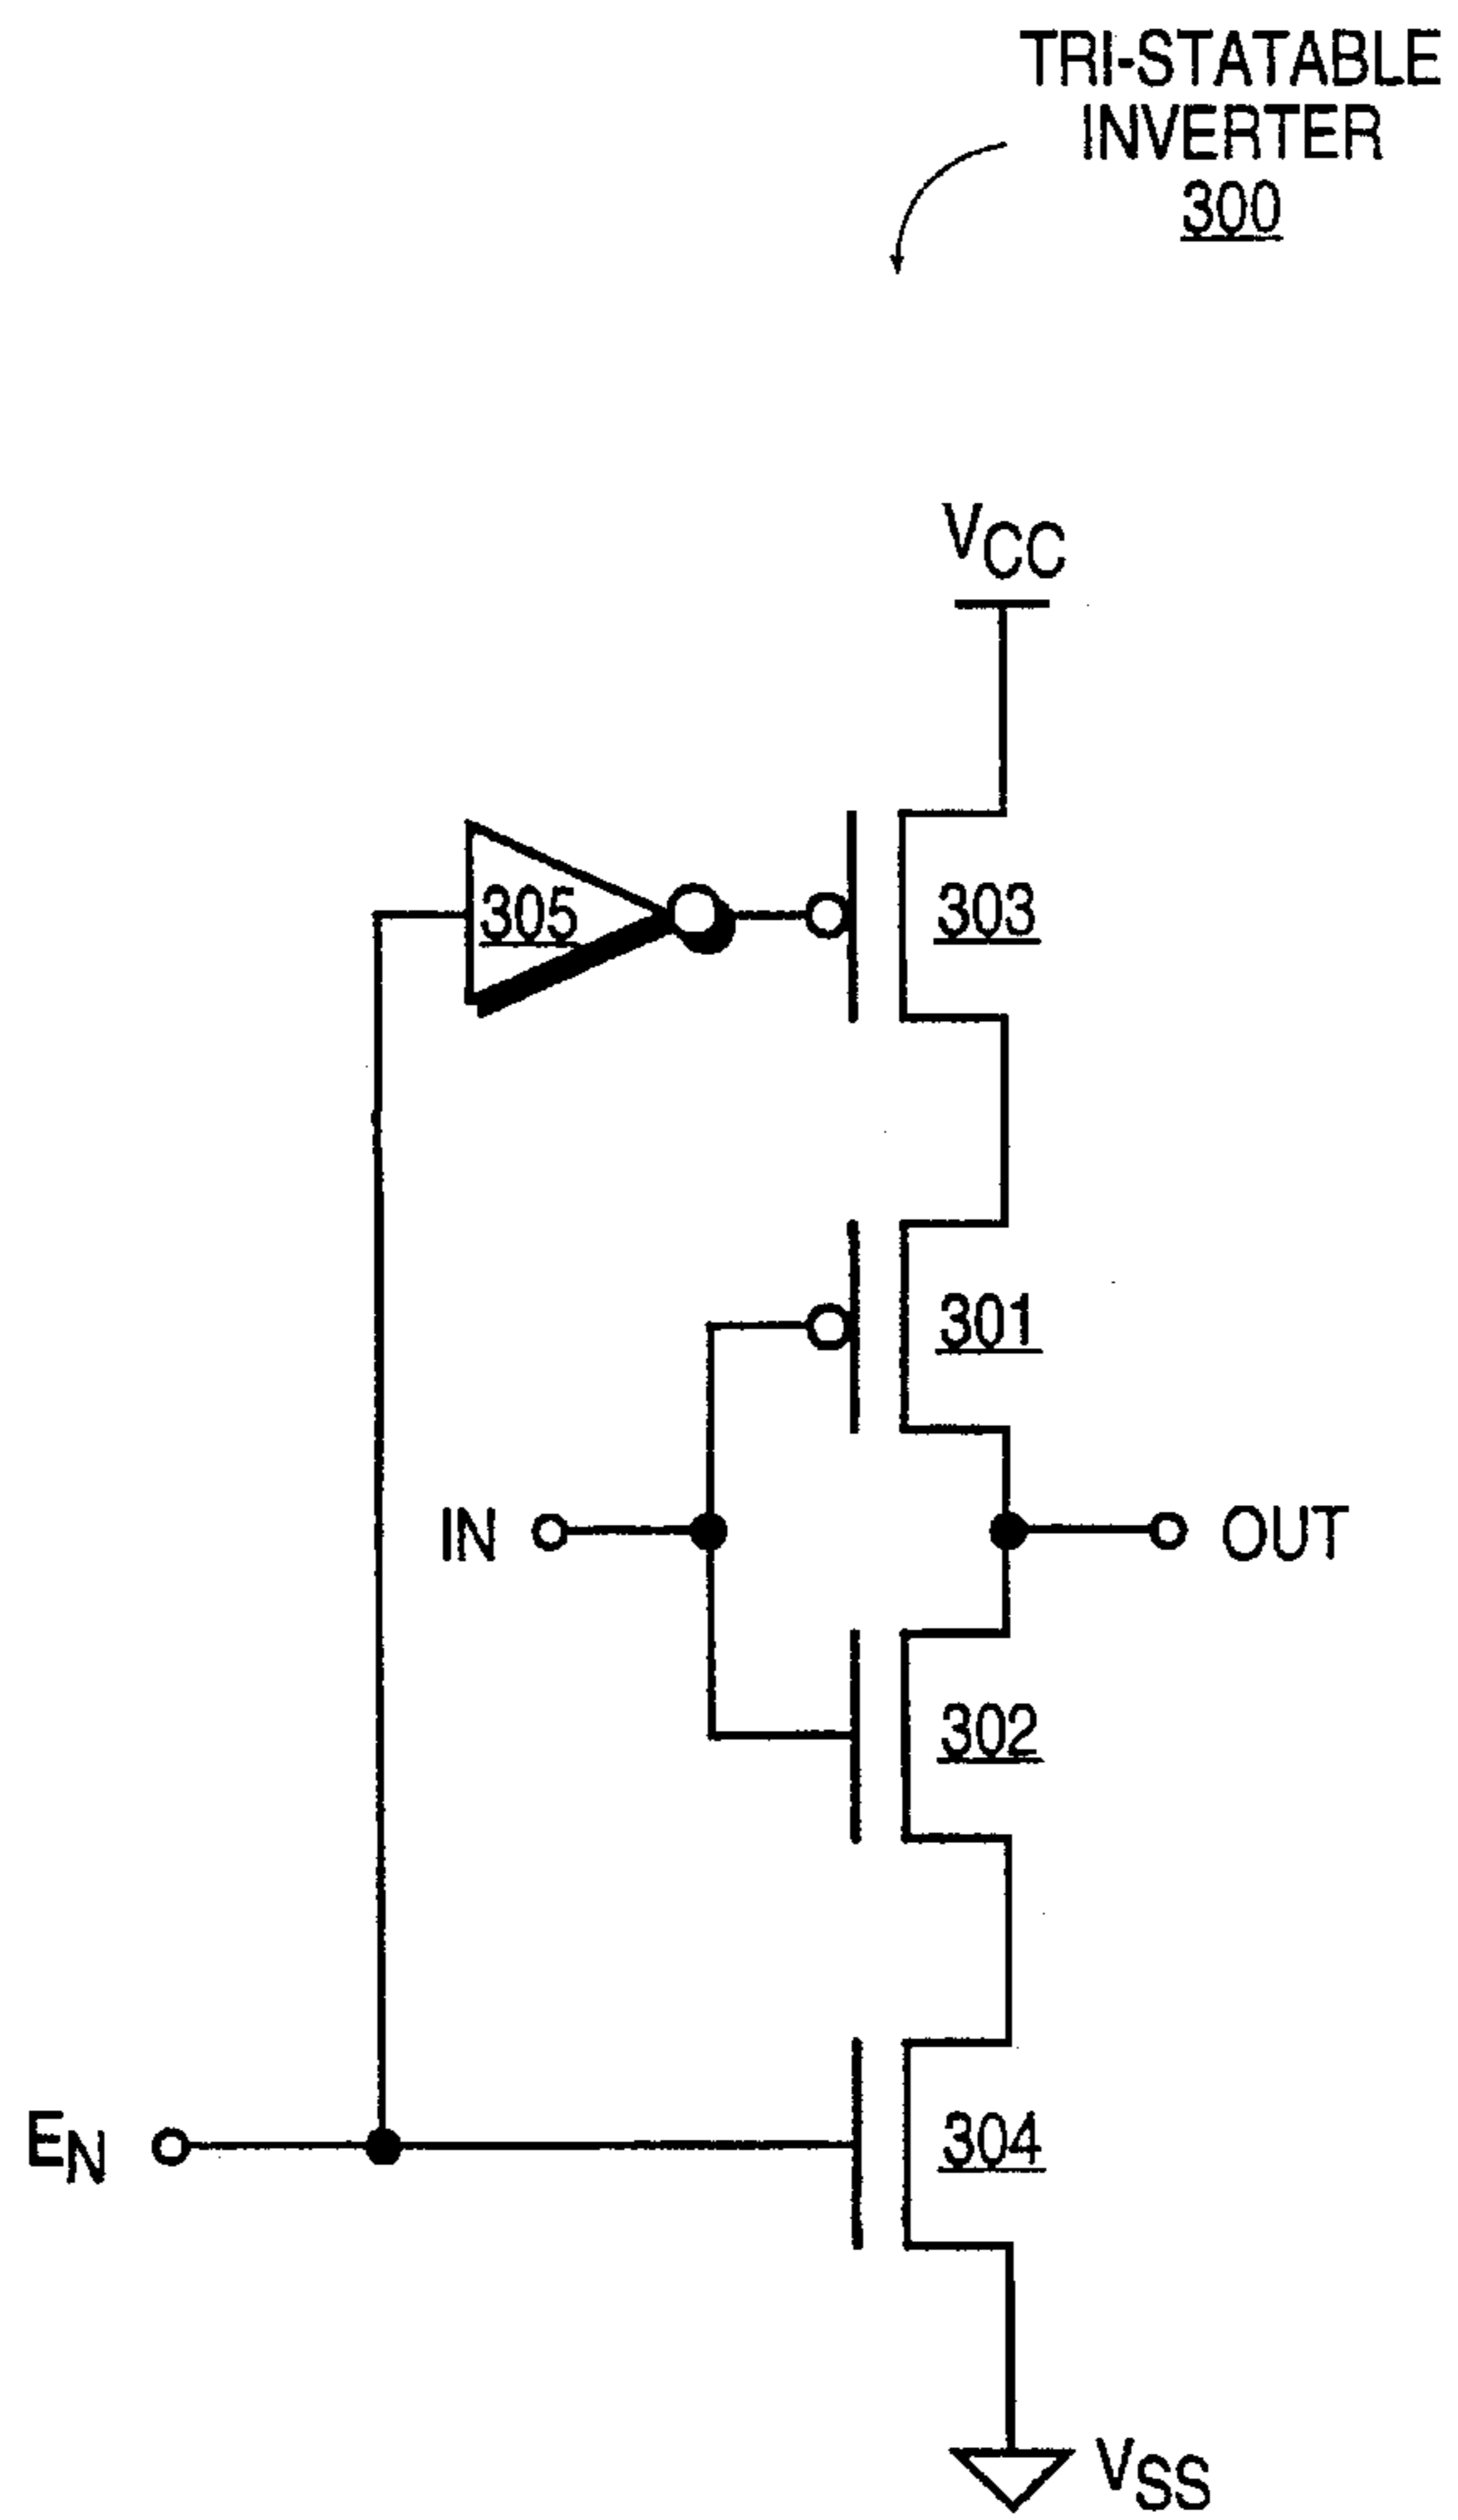 TRI-STATABLE
INVERTER
300
VCC
305
303
301
IN
OUT
302
EN
304
VSS